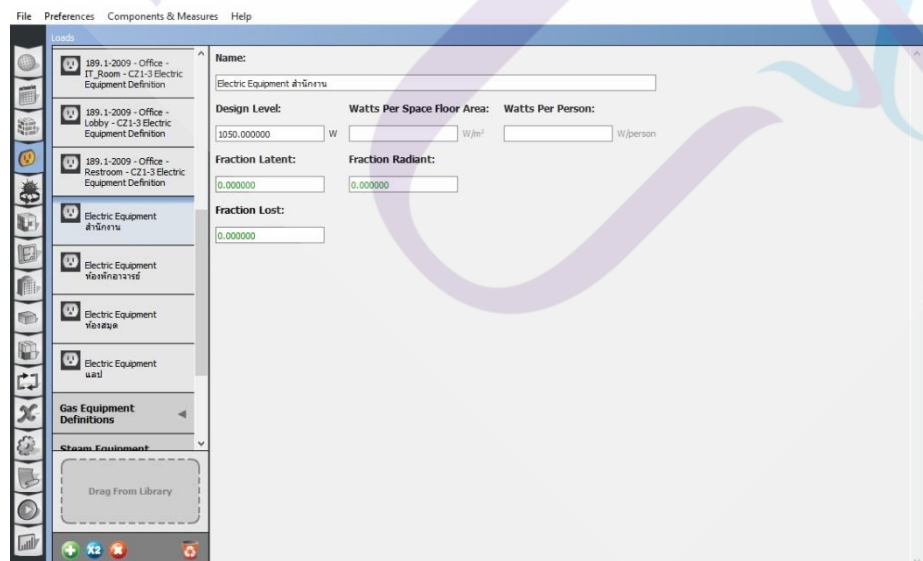 File Preferences Components & Measures Help
Loads
189.1-2009 - Office -
IT_Room - CZ1-3 Electric
Equipment Definition
189.1-2009 - Office -
Lobby - CZ1-3 Electric
Equipment Definition
189.1-2009 - Office -
Restroom - CZ1-3 Electric
Equipment Definition
Electric Equipment
สำนักงาน
Electric Equipment
ห้องพักอาจารย์
Electric Equipment
ห้องสมุด
Electric Equipment
แลป
Gas Equipment
Definitions
Steam Equipment
Drag From Library
X2
Name:
Electric Equipment สำนักงาน
Design Level: Watts Per Space Floor Area: Watts Per Person:
1050.000000 W W/m² W/person
Fraction Latent: Fraction Radiant:
0.000000 0.000000
Fraction Lost:
0.000000